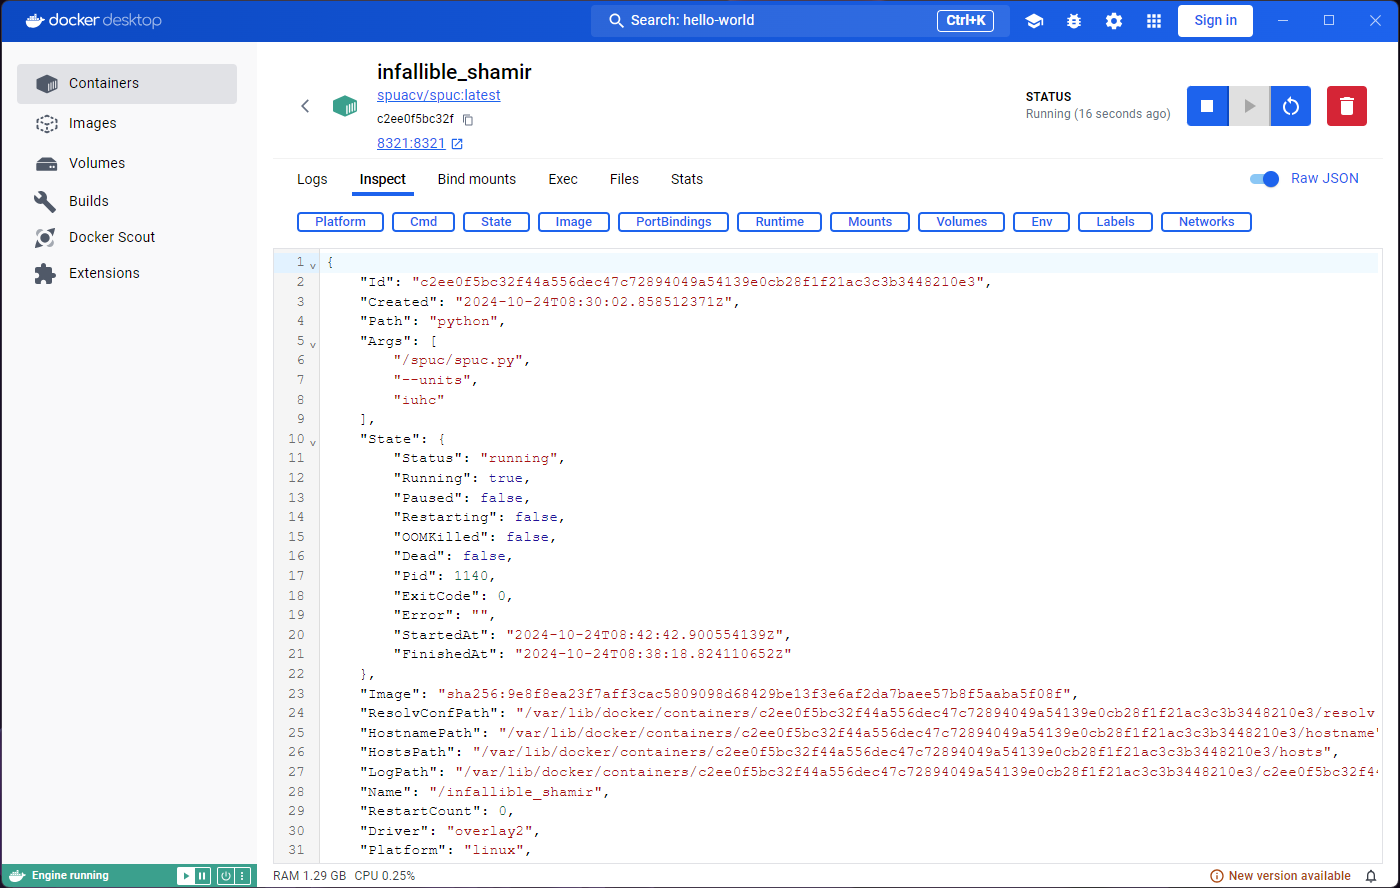 docker desktop
Search: hello-world
Ctrl+K
Sign in
Containers
Images
Volumes
Builds
Docker Scout
Extensions
infallible_shamir
spuacv/spuc:latest
c2ee0f5bc32f
8321:8321
STATUS
Running (16 seconds ago)
Logs Inspect Bind mounts Exec Files Stats
Raw JSON
Platform Cmd State Image PortBindings Runtime Mounts Volumes Env Labels Networks
1 {
2 "Id": "c2ee0f5bc32f44a556dec47c72894049a54139e0cb28f1f21ac3c3b3448210e3",
3 "Created": "2024-10-24T08:30:02.858512371Z",
4 "Path": "python",
5 "Args": [
6 "/spuc/spuc.py",
7 "--units",
8 "iuhc"
9 ],
10 "State": {
11 "Status": "running",
12 "Running": true,
13 "Paused": false,
14 "Restarting": false,
15 "OOMKilled": false,
16 "Dead": false,
17 "Pid": 1140,
18 "ExitCode": 0,
19 "Error": "",
20 "StartedAt": "2024-10-24T08:42:42.900554139Z",
21 "FinishedAt": "2024-10-24T08:38:18.824110652Z"
22 },
23 "Image": "sha256:9e8f8ea23f7aff3cac5809098d68429be13f3e6af2da7baee57b8f5aaba5f08f",
24 "ResolvConfPath": "/var/lib/docker/containers/c2ee0f5bc32f44a556dec47c72894049a54139e0cb28f1f21ac3c3b3448210e3/resolv
25 "HostnamePath": "/var/lib/docker/containers/c2ee0f5bc32f44a556dec47c72894049a54139e0cb28f1f21ac3c3b3448210e3/hostname"
26 "HostsPath": "/var/lib/docker/containers/c2ee0f5bc32f44a556dec47c72894049a54139e0cb28f1f21ac3c3b3448210e3/hosts",
27 "LogPath": "/var/lib/docker/containers/c2ee0f5bc32f44a556dec47c72894049a54139e0cb28f1f21ac3c3b3448210e3/c2ee0f5bc32f4
28 "Name": "/infallible_shamir",
29 "RestartCount": 0,
30 "Driver": "overlay2",
31 "Platform": "linux",
Engine running
RAM 1.29 GB CPU 0.25%
New version available